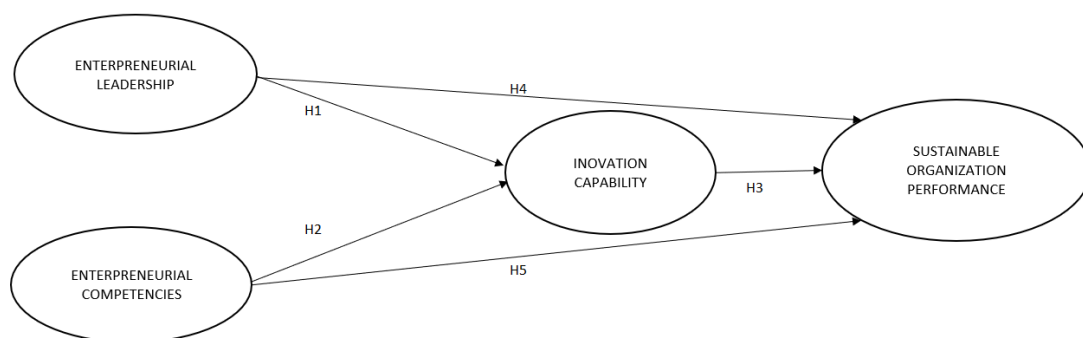 ENTERPRENEURIAL
LEADERSHIP
H4
H1
INOVATION
CAPABILITY
SUSTAINABLE
ORGANIZATION
PERFORMANCE
H3
H2
ENTERPRENEURIAL
COMPETENCIES
H5